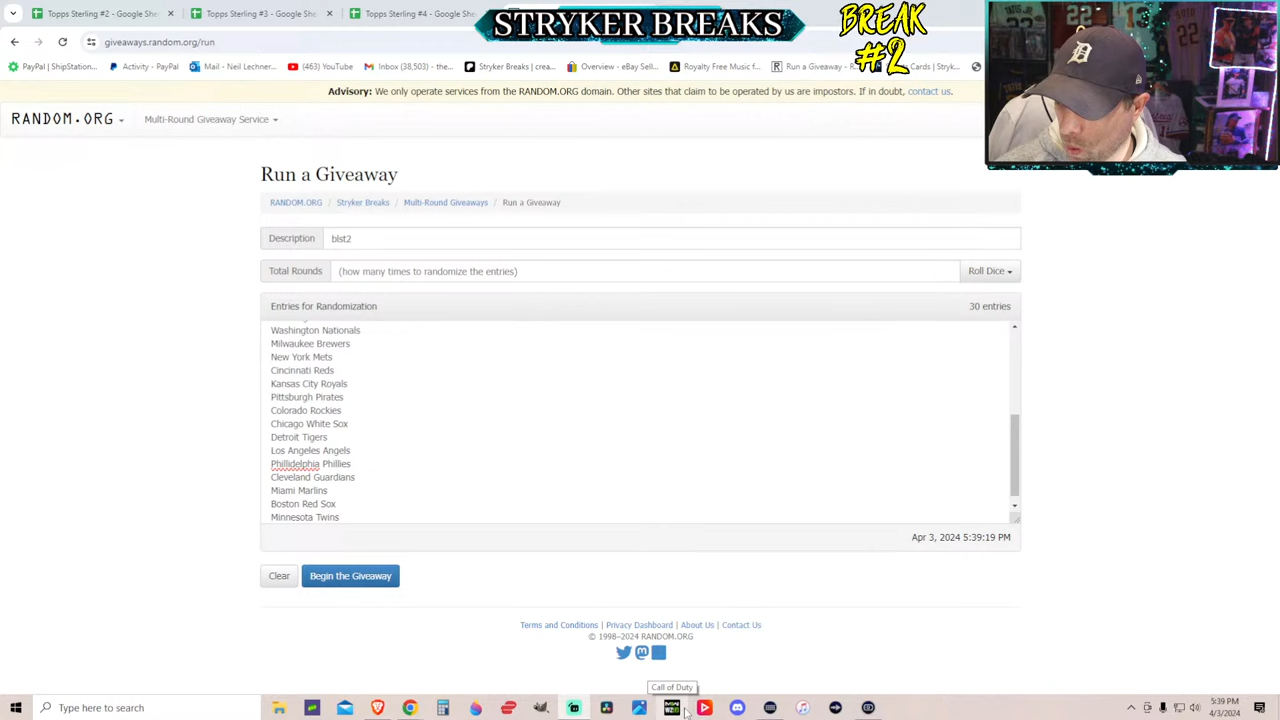 Topps Sterling St
Topps Sterling St
Topps Sterling St
STRYKER BREAKS
BREAK
#2
giveaways.random.org/run
PayPal | ShipStation...
Activity - PayPal
Mail - Neil Lechner...
(463) YouTube
Inbox (38,503) - the...
Stryker Breaks | crea...
Overview - eBay Sell...
Royalty Free Music f...
Run a Giveaway - R
Cards | Stryk...
Advisory: We only operate services from the RANDOM.ORG domain. Other sites that claim to be operated by us are impostors. If in doubt, contact us.
RANDOM.ORG
Multi-Round Giveaway Service
Run a Giveaway
RANDOM.ORG / Stryker Breaks / Multi-Round Giveaways / Run a Giveaway
Description blst2
Total Rounds (how many times to randomize the entries) Roll Dice
Entries for Randomization 30 entries
Washington Nationals
Milwaukee Brewers
New York Mets
Cincinnati Reds
Kansas City Royals
Pittsburgh Pirates
Colorado Rockies
Chicago White Sox
Detroit Tigers
Los Angeles Angels
Phillidelphia Phillies
Cleveland Guardians
Miami Marlins
Boston Red Sox
Minnesota Twins
Apr 3, 2024 5:39:19 PM
Clear
Begin the Giveaway
Terms and Conditions | Privacy Dashboard | About Us | Contact Us
© 1998–2024 RANDOM.ORG
Call of Duty
Type here to search
5:39 PM
4/3/2024